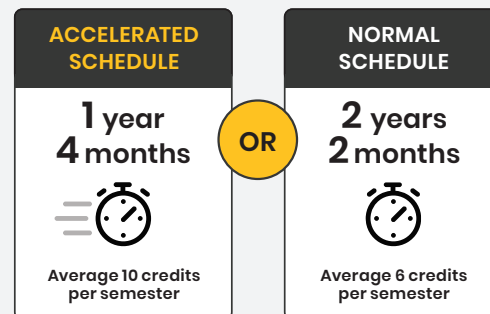 ACCELERATED
SCHEDULE
1 year
4 months
Average 10 credits
per semester
OR
NORMAL
SCHEDULE
2 years
2 months
Average 6 credits
per semester